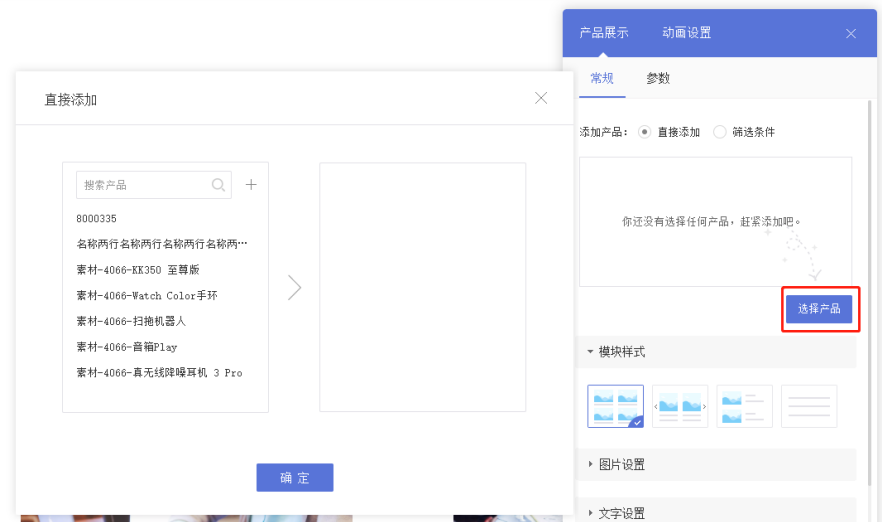 产品展示 动画设置
常规 参数
直接添加
添加产品: 直接添加 筛选条件
搜索产品
8000335
名称两行名称两行名称两行名称两…
素材-4066-KK350 至尊版
素材-4066-Watch Color手环
素材-4066-扫拖机器人
素材-4066-音箱Play
素材-4066-真无线降噪耳机 3 Pro
确 定
你还没有选择任何产品，赶紧添加吧。
选择产品
模块样式
图片设置
文字设置